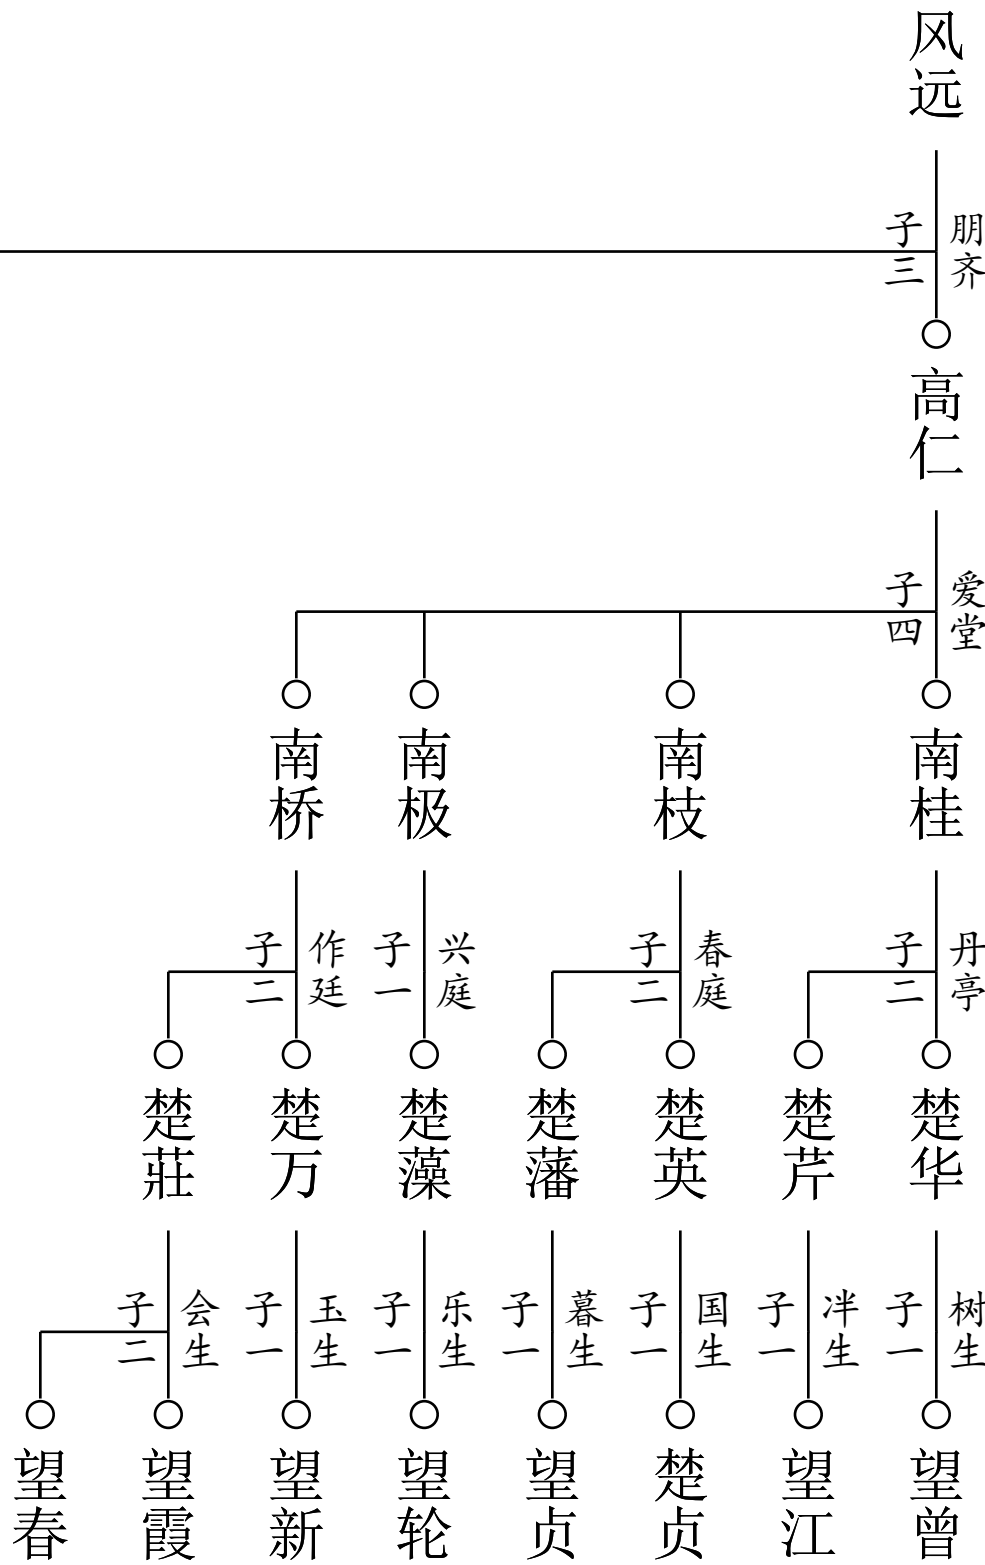 风远
朋齐
子三
高仁
爱堂
子四
南桂
南枝
南极
南桥
丹亭
子二
春庭
子二
兴庭
子一
作廷
子二
楚华
楚芹
楚英
楚藩
楚藻
楚万
楚莊
树生
子一
泮生
子一
国生
子一
暮生
子一
乐生
子一
玉生
子一
会生
子二
望曾
望江
楚贞
望贞
望轮
望新
望霞
望春